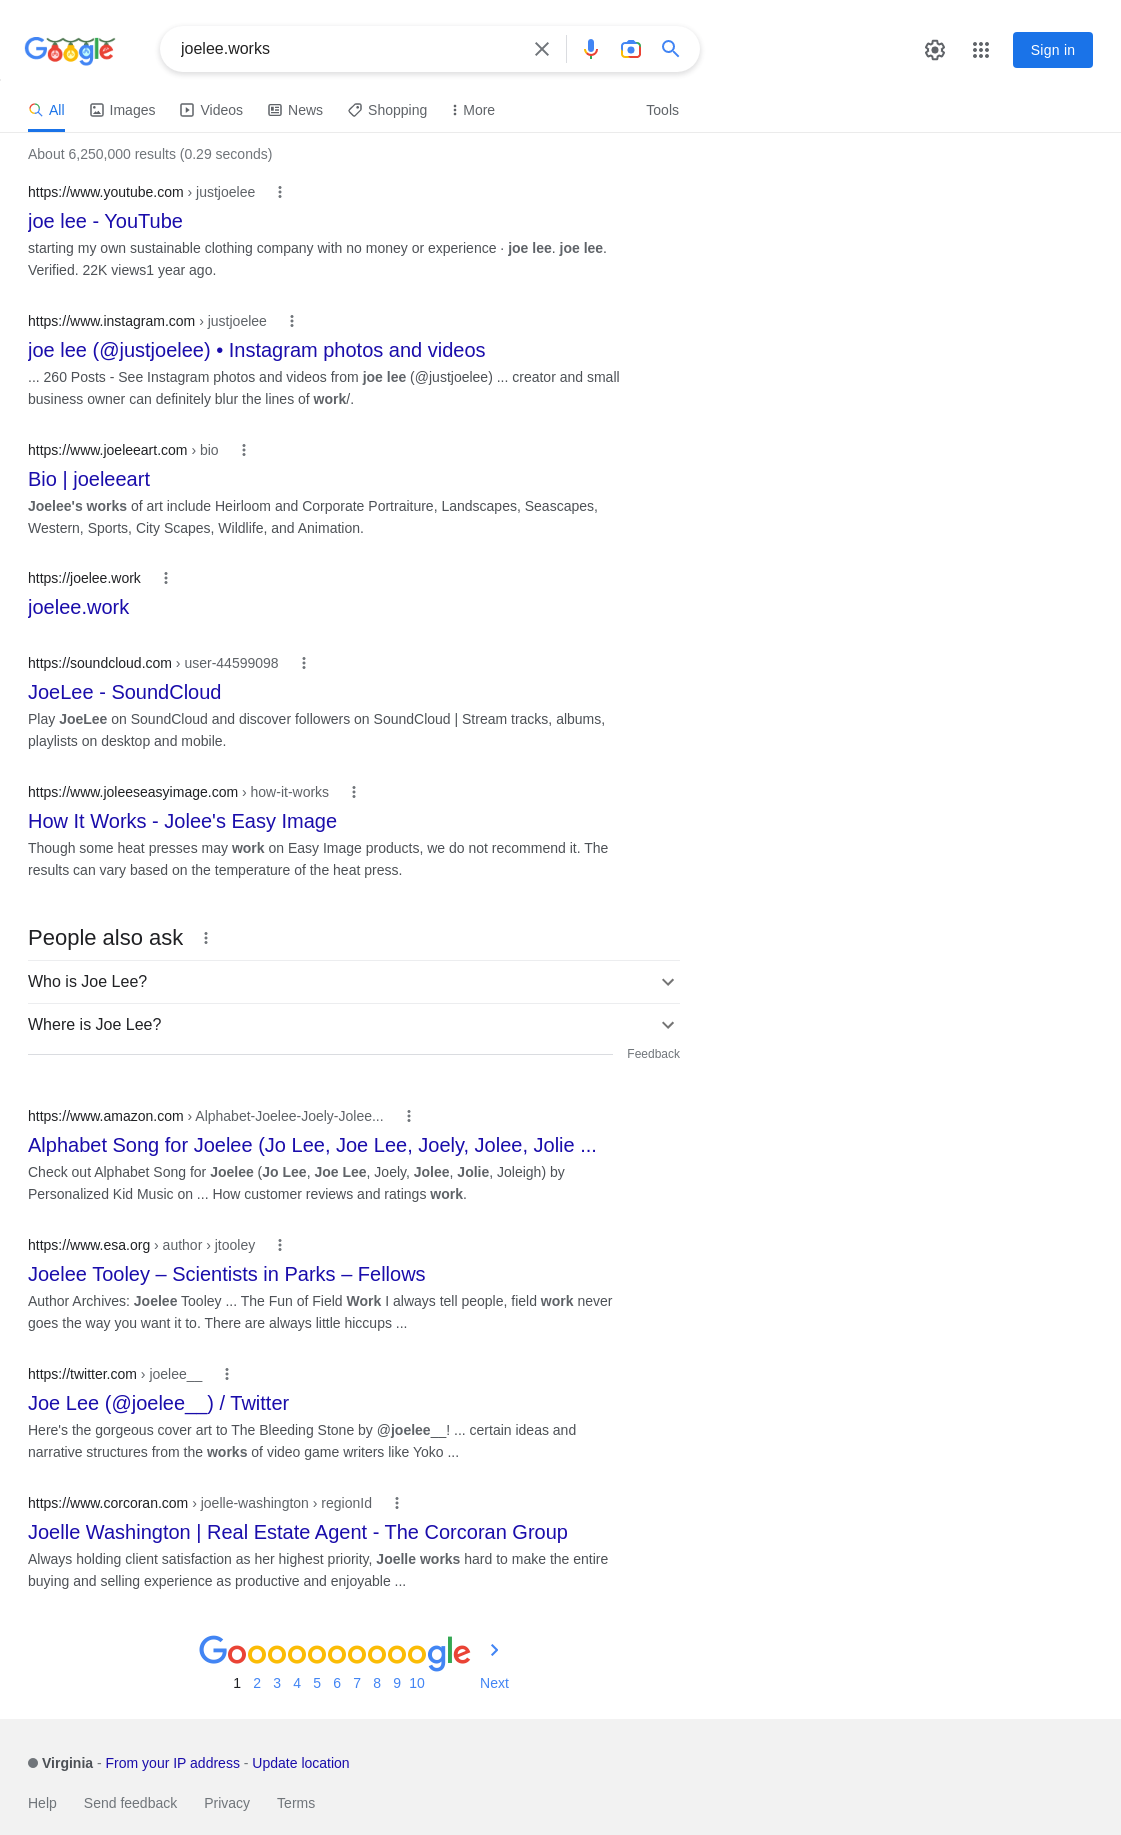 Google
joelee.works
Sign in
All Images Videos News Shopping More Tools
About 6,250,000 results (0.29 seconds)
https://www.youtube.com › justjoelee
joe lee - YouTube
starting my own sustainable clothing company with no money or experience · joe lee. joe lee.
Verified. 22K views1 year ago.
https://www.instagram.com › justjoelee
joe lee (@justjoelee) • Instagram photos and videos
... 260 Posts - See Instagram photos and videos from joe lee (@justjoelee) ... creator and small
business owner can definitely blur the lines of work/.
https://www.joeleeart.com › bio
Bio | joeleeart
Joelee's works of art include Heirloom and Corporate Portraiture, Landscapes, Seascapes,
Western, Sports, City Scapes, Wildlife, and Animation.
https://joelee.work
joelee.work
https://soundcloud.com › user-44599098
JoeLee - SoundCloud
Play JoeLee on SoundCloud and discover followers on SoundCloud | Stream tracks, albums,
playlists on desktop and mobile.
https://www.joleeseasyimage.com › how-it-works
How It Works - Jolee's Easy Image
Though some heat presses may work on Easy Image products, we do not recommend it. The
results can vary based on the temperature of the heat press.
People also ask
Who is Joe Lee?
Where is Joe Lee?
Feedback
https://www.amazon.com › Alphabet-Joelee-Joely-Jolee...
Alphabet Song for Joelee (Jo Lee, Joe Lee, Joely, Jolee, Jolie ...
Check out Alphabet Song for Joelee (Jo Lee, Joe Lee, Joely, Jolee, Jolie, Joleigh) by
Personalized Kid Music on ... How customer reviews and ratings work.
https://www.esa.org › author › jtooley
Joelee Tooley – Scientists in Parks – Fellows
Author Archives: Joelee Tooley ... The Fun of Field Work I always tell people, field work never
goes the way you want it to. There are always little hiccups ...
https://twitter.com › joelee__
Joe Lee (@joelee__) / Twitter
Here's the gorgeous cover art to The Bleeding Stone by @joelee__! ... certain ideas and
narrative structures from the works of video game writers like Yoko ...
https://www.corcoran.com › joelle-washington › regionId
Joelle Washington | Real Estate Agent - The Corcoran Group
Always holding client satisfaction as her highest priority, Joelle works hard to make the entire
buying and selling experience as productive and enjoyable ...
Goooooooooogle
1 2 3 4 5 6 7 8 9 10 Next
Virginia - From your IP address - Update location
Help Send feedback Privacy Terms